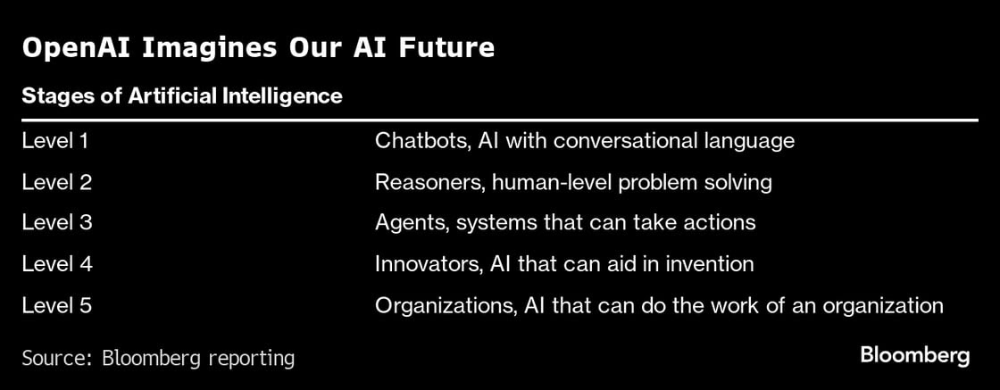 OpenAI Imagines Our AI Future
Stages of Artificial Intelligence
Level 1 Chatbots, AI with conversational language
Level 2 Reasoners, human-level problem solving
Level 3 Agents, systems that can take actions
Level 4 Innovators, AI that can aid in invention
Level 5 Organizations, AI that can do the work of an organization
Source: Bloomberg reporting Bloomberg